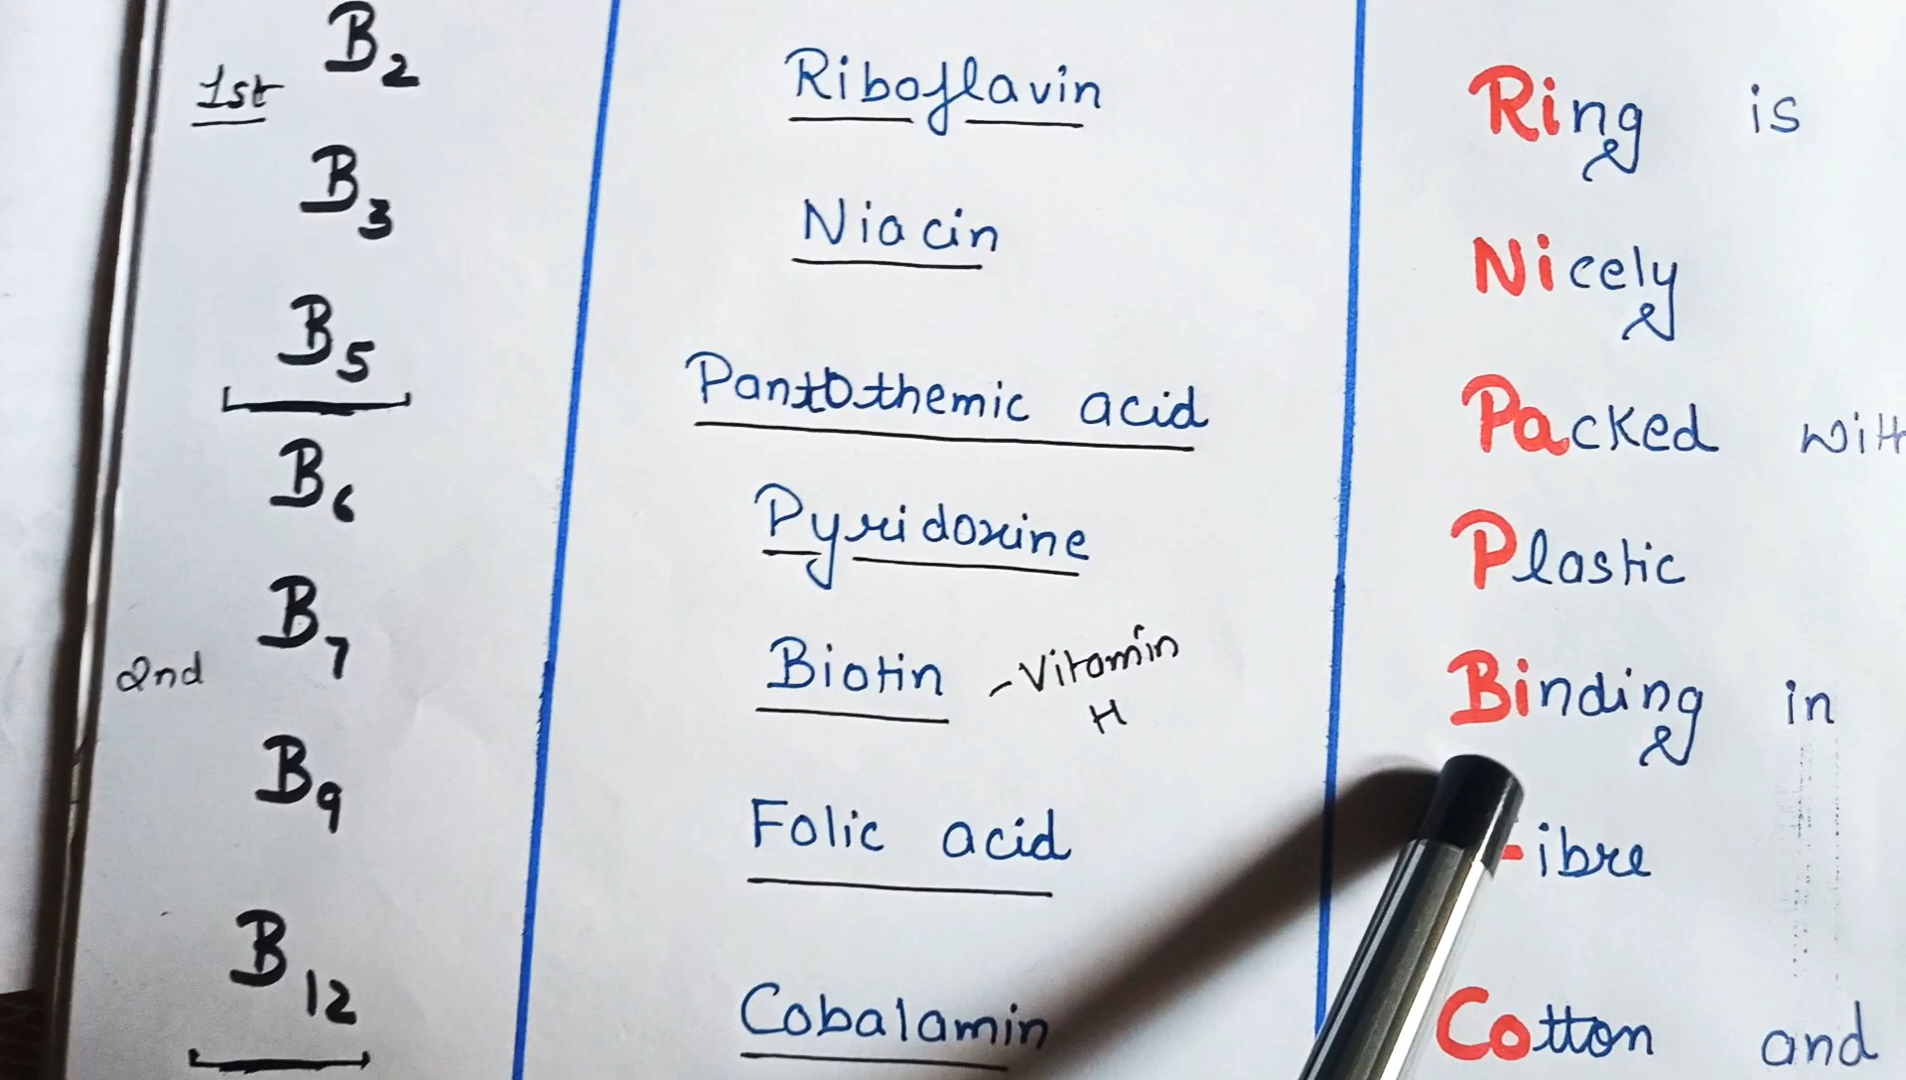 B2 Riboflavin Ring is
1st
B3 Niacin Nicely
B5 Pantothemic acid Packed with
B6 Pyridoxine Plastic
B7 Biotin - Vitamin H Binding in
2nd
B9 Folic acid Fibre
B12 Cobalamin Cotton and